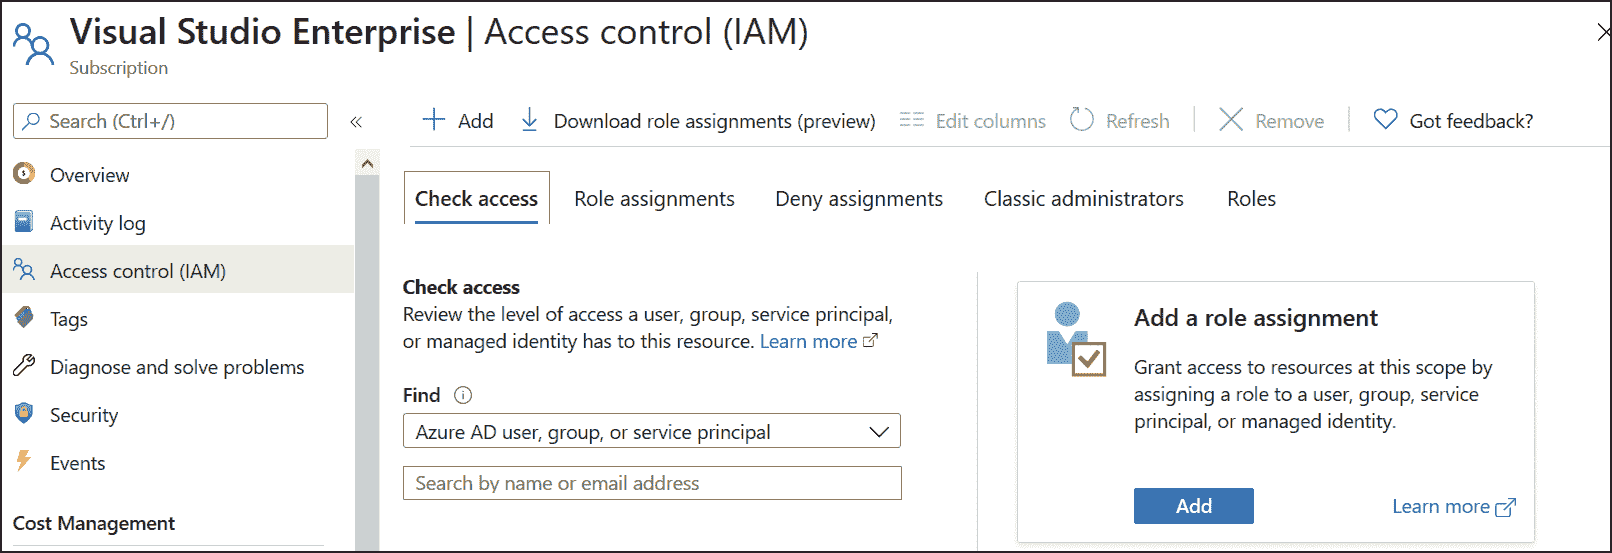 Visual Studio Enterprise | Access control (IAM)
Subscription
Search (Ctrl+/)
«
Add
Download role assignments (preview)
Edit columns
Refresh
Remove
Got feedback?
Overview
Activity log
Access control (IAM)
Tags
Diagnose and solve problems
Security
Events
Cost Management
Check access
Role assignments
Deny assignments
Classic administrators
Roles
Check access
Review the level of access a user, group, service principal,
or managed identity has to this resource. Learn more
Find
Azure AD user, group, or service principal
Search by name or email address
Add a role assignment
Grant access to resources at this scope by
assigning a role to a user, group, service
principal, or managed identity.
Add
Learn more